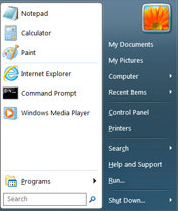 Notepad
Calculator
Paint
Internet Explorer
Command Prompt
Windows Media Player
Programs
Search
My Documents
My Pictures
Computer
Recent Items
Control Panel
Printers
Search
Help and Support
Run...
Shut Down...